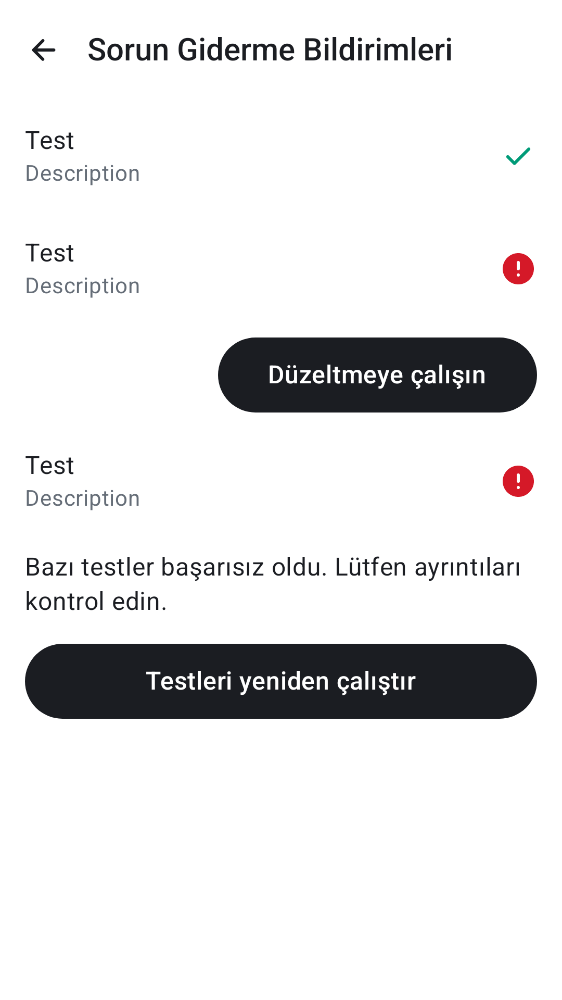 Sorun Giderme Bildirimleri
Test
Description
Test
Description
Düzeltmeye çalışın
Test
Description
Bazı testler başarısız oldu. Lütfen ayrıntıları
kontrol edin.
Testleri yeniden çalıştır